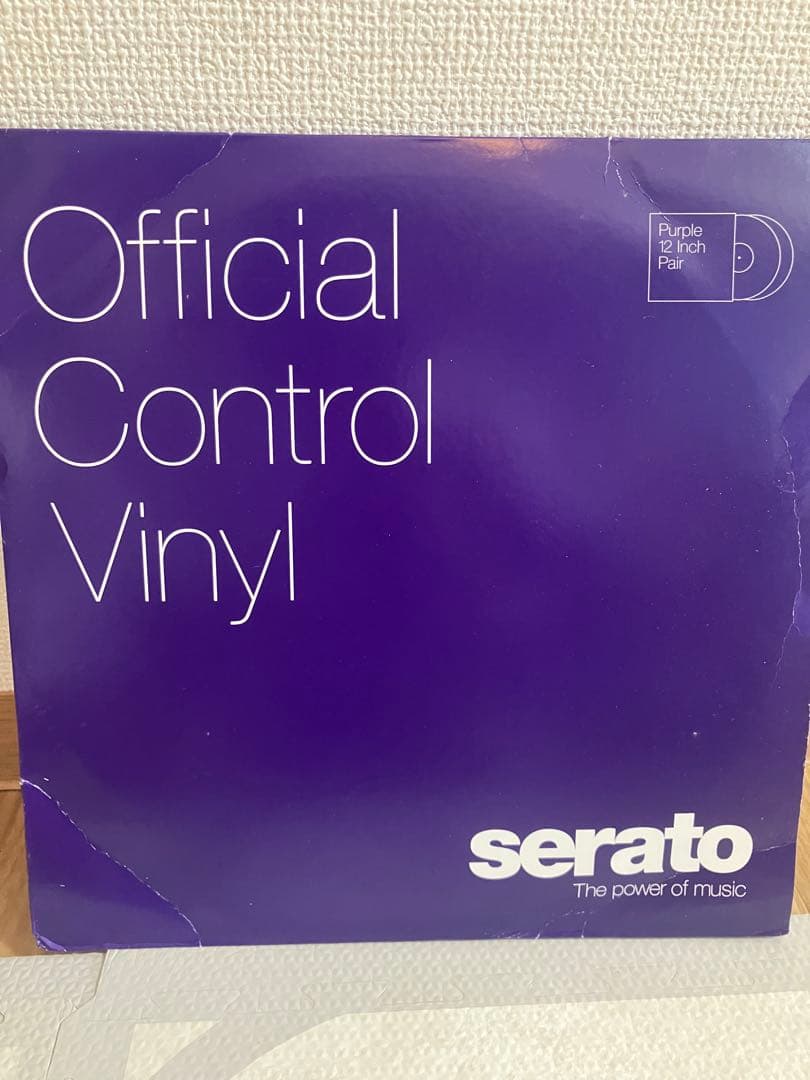 Official
Control
Vinyl
Purple
12 Inch
Pair
serato
The power of music